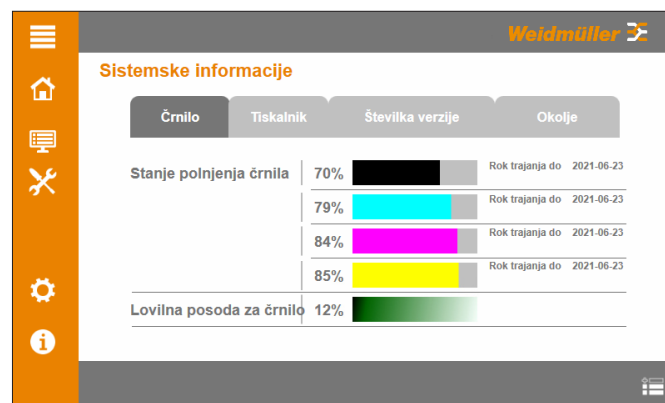 Weidmüller
Sistemske informacije
Črnilo Tiskalnik Številka verzije Okolje
Stanje polnjenja črnila 70% Rok trajanja do 2021-06-23
79% Rok trajanja do 2021-06-23
84% Rok trajanja do 2021-06-23
85% Rok trajanja do 2021-06-23
Lovilna posoda za črnilo 12%